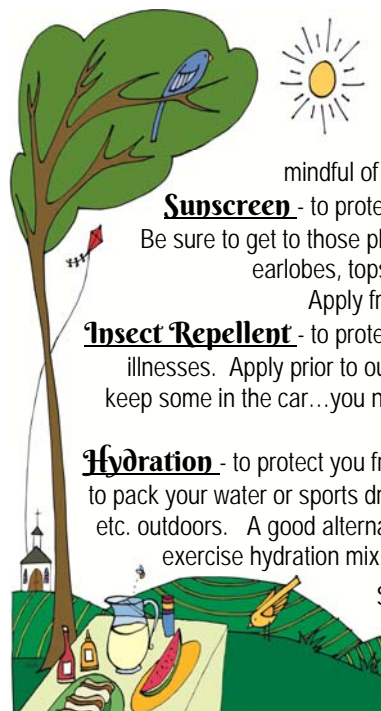 mindful of
Sunscreen - to prote
Be sure to get to those pl
earlobes, tops
Apply fr
Insect Repellent - to prote
illnesses. Apply prior to ou
keep some in the car…you n
Hydration - to protect you fr
to pack your water or sports dr
etc. outdoors. A good alterna
exercise hydration mix
S